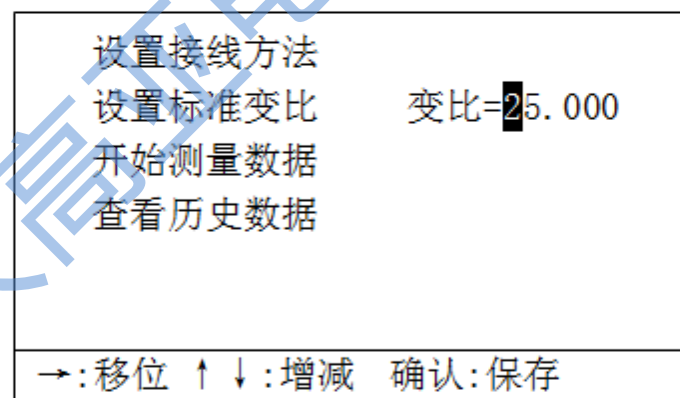 设置接线方法
设置标准变比 变比=25.000
开始测量数据
查看历史数据
→:移位 ↑↓:增减 确认:保存